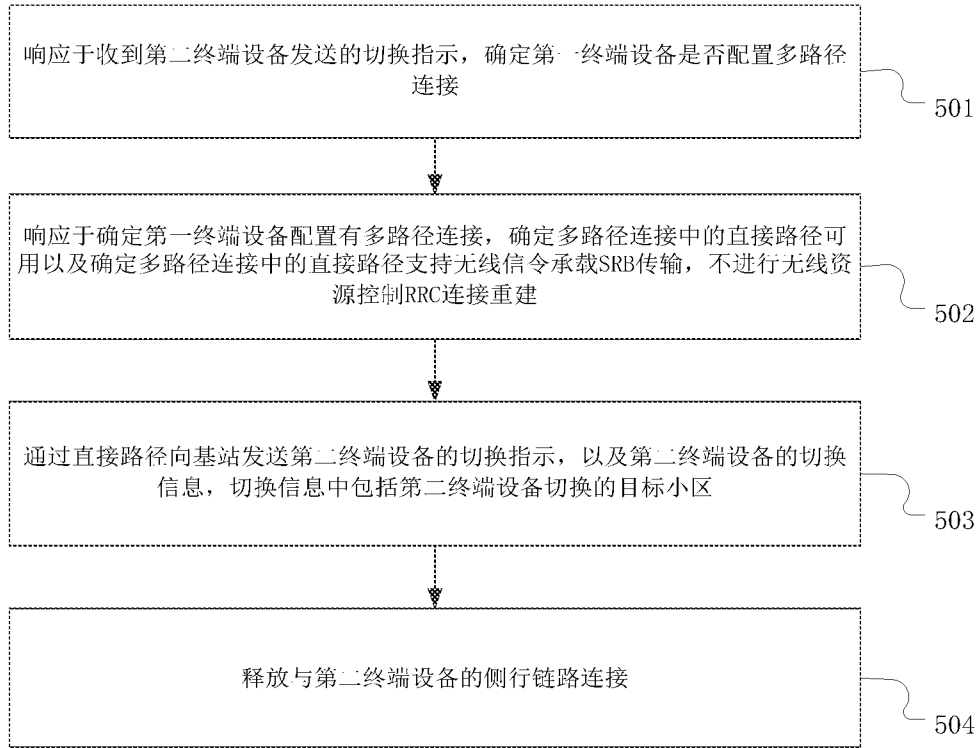 响应于收到第二终端设备发送的切换指示，确定第一终端设备是否配置多路径
连接
501
响应于确定第一终端设备配置有多路径连接，确定多路径连接中的直接路径可
用以及确定多路径连接中的直接路径支持无线信令承载SRB传输，不进行无线资
源控制RRC连接重建
502
通过直接路径向基站发送第二终端设备的切换指示，以及第二终端设备的切换
信息，切换信息中包括第二终端设备切换的目标小区
503
释放与第二终端设备的侧行链路连接
504